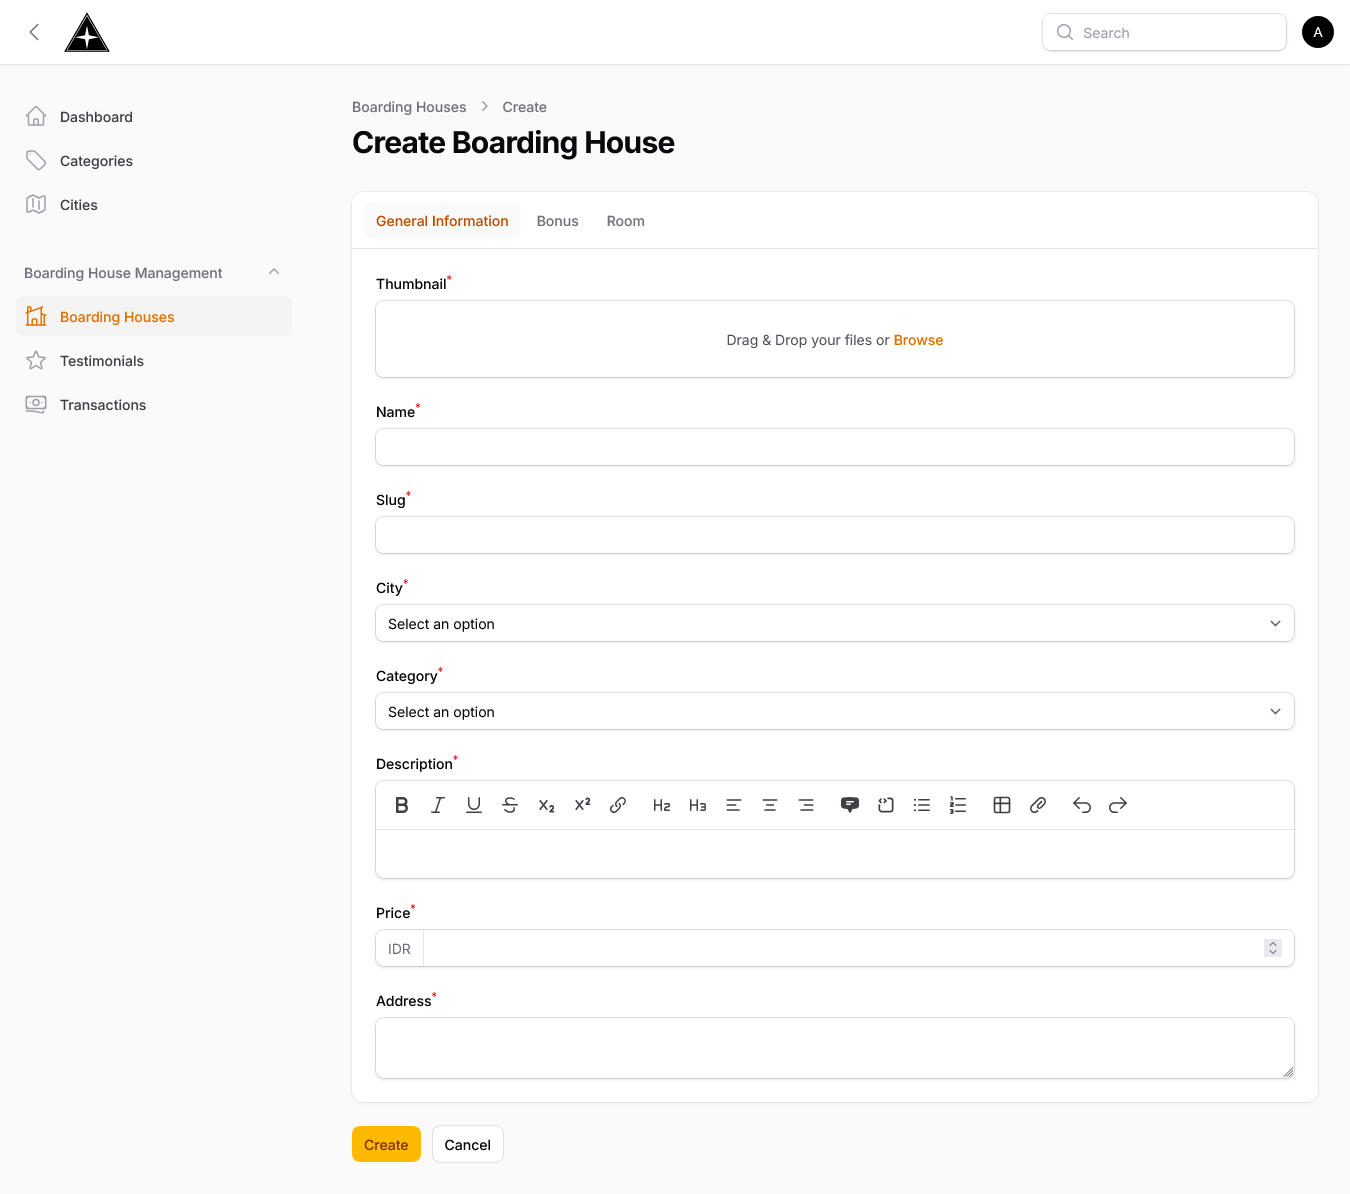 Search
A
Dashboard
Categories
Cities
Boarding House Management
Boarding Houses
Testimonials
Transactions
Boarding Houses > Create
Create Boarding House
General Information Bonus Room
Thumbnail*
Drag & Drop your files or Browse
Name*
Slug*
City*
Select an option
Category*
Select an option
Description*
B I U S X₂ X² H2 H3
Price*
IDR
Address*
Create Cancel